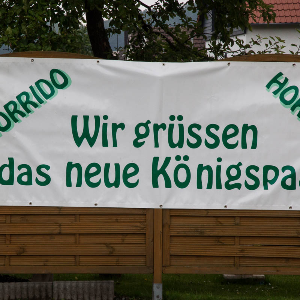 ORRIDO
HOR
Wir grüssen
das neue Königspa